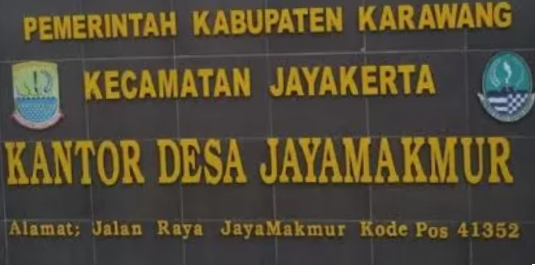 PEMERINTAH KABUPATEN KARAWANG
KECAMATAN JAYAKERTA
KANTOR DESA JAYAMAKMUR
Alamat; Jalan Raya JayaMakmur Kode Pos 41352